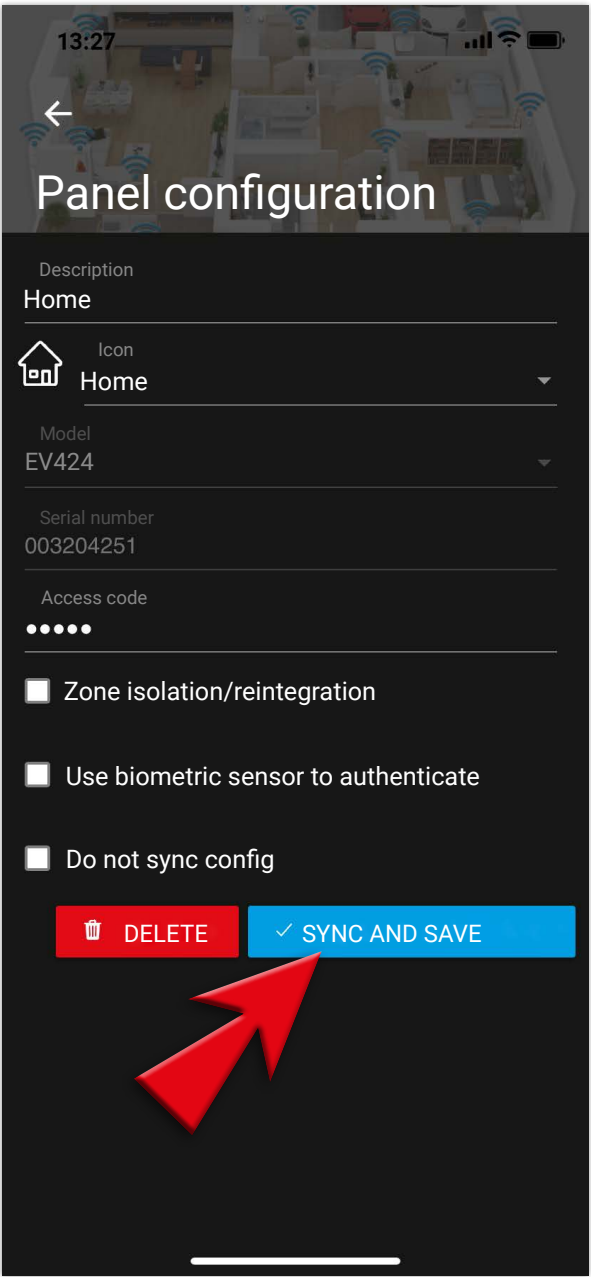 13:27
Panel configuration
Description
Home
Icon
Home
Model
EV424
Serial number
003204251
Access code
•••••
Zone isolation/reintegration
Use biometric sensor to authenticate
Do not sync config
DELETE
SYNC AND SAVE